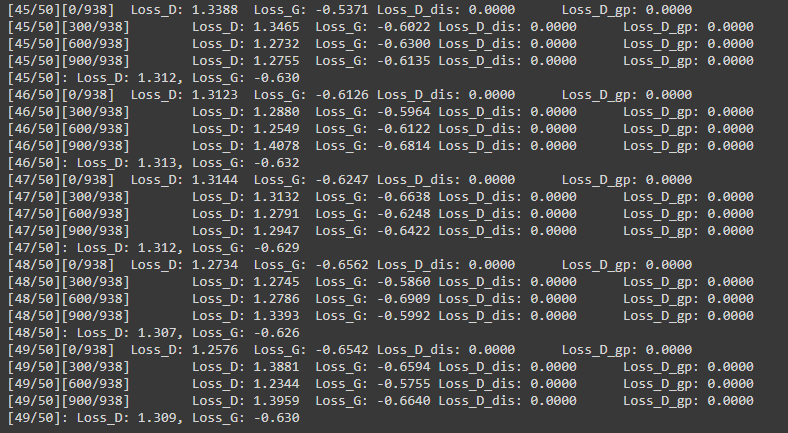 [45/50][0/938]  Loss_D: 1.3388  Loss_G: -0.5371 Loss_D_dis: 0.0000      Loss_D_gp: 0.0000
[45/50][300/938]        Loss_D: 1.3465  Loss_G: -0.6022 Loss_D_dis: 0.0000      Loss_D_gp: 0.0000
[45/50][600/938]        Loss_D: 1.2732  Loss_G: -0.6300 Loss_D_dis: 0.0000      Loss_D_gp: 0.0000
[45/50][900/938]        Loss_D: 1.2755  Loss_G: -0.6135 Loss_D_dis: 0.0000      Loss_D_gp: 0.0000
[45/50]: Loss_D: 1.312, Loss_G: -0.630
[46/50][0/938]  Loss_D: 1.3123  Loss_G: -0.6126 Loss_D_dis: 0.0000      Loss_D_gp: 0.0000
[46/50][300/938]        Loss_D: 1.2880  Loss_G: -0.5964 Loss_D_dis: 0.0000      Loss_D_gp: 0.0000
[46/50][600/938]        Loss_D: 1.2549  Loss_G: -0.6122 Loss_D_dis: 0.0000      Loss_D_gp: 0.0000
[46/50][900/938]        Loss_D: 1.4078  Loss_G: -0.6814 Loss_D_dis: 0.0000      Loss_D_gp: 0.0000
[46/50]: Loss_D: 1.313, Loss_G: -0.632
[47/50][0/938]  Loss_D: 1.3144  Loss_G: -0.6247 Loss_D_dis: 0.0000      Loss_D_gp: 0.0000
[47/50][300/938]        Loss_D: 1.3132  Loss_G: -0.6638 Loss_D_dis: 0.0000      Loss_D_gp: 0.0000
[47/50][600/938]        Loss_D: 1.2791  Loss_G: -0.6248 Loss_D_dis: 0.0000      Loss_D_gp: 0.0000
[47/50][900/938]        Loss_D: 1.2947  Loss_G: -0.6422 Loss_D_dis: 0.0000      Loss_D_gp: 0.0000
[47/50]: Loss_D: 1.312, Loss_G: -0.629
[48/50][0/938]  Loss_D: 1.2734  Loss_G: -0.6562 Loss_D_dis: 0.0000      Loss_D_gp: 0.0000
[48/50][300/938]        Loss_D: 1.2745  Loss_G: -0.5860 Loss_D_dis: 0.0000      Loss_D_gp: 0.0000
[48/50][600/938]        Loss_D: 1.2786  Loss_G: -0.6909 Loss_D_dis: 0.0000      Loss_D_gp: 0.0000
[48/50][900/938]        Loss_D: 1.3393  Loss_G: -0.5992 Loss_D_dis: 0.0000      Loss_D_gp: 0.0000
[48/50]: Loss_D: 1.307, Loss_G: -0.626
[49/50][0/938]  Loss_D: 1.2576  Loss_G: -0.6542 Loss_D_dis: 0.0000      Loss_D_gp: 0.0000
[49/50][300/938]        Loss_D: 1.3881  Loss_G: -0.6594 Loss_D_dis: 0.0000      Loss_D_gp: 0.0000
[49/50][600/938]        Loss_D: 1.2344  Loss_G: -0.5755 Loss_D_dis: 0.0000      Loss_D_gp: 0.0000
[49/50][900/938]        Loss_D: 1.3959  Loss_G: -0.6640 Loss_D_dis: 0.0000      Loss_D_gp: 0.0000
[49/50]: Loss_D: 1.309, Loss_G: -0.630